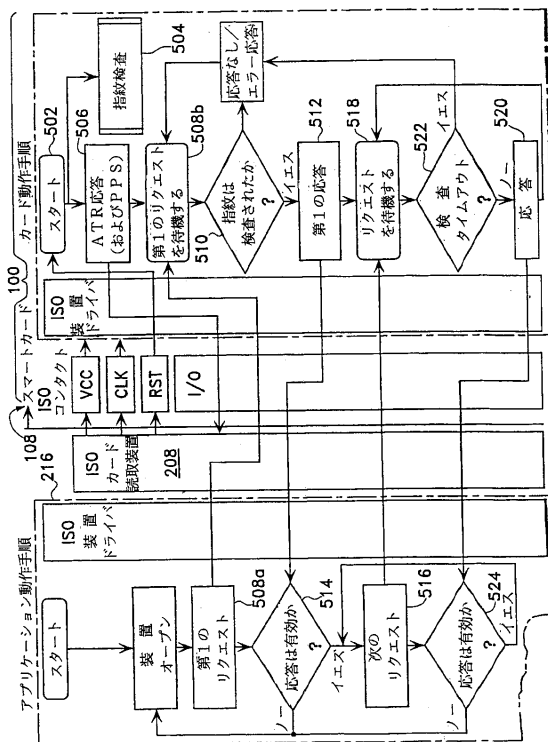 アプリケーション動作手順
216
スタート
装置
オープン
第1の
リクエスト
508a
応答は有効か
?
514
ノー
イエス
次の
リクエスト
516
応答は有効か
?
524
ノー
イエス
ISO
装置
ドライバ
ISO
カード
読取装置
208
108
スマートカード
100
ISO
コンタクト
VCC
CLK
RST
I/O
ISO
装置
ドライバ
カード動作手順
スタート
502
指紋検査
504
ATR応答
(およびPPS)
506
第1のリクエスト
を待機する
508b
指紋は
検査されたか
?
510
イエス
応答なし/
エラー応答
第1の応答
512
リクエスト
を待機する
518
検査
タイムアウト
?
522
イエス
ノー
応答
520